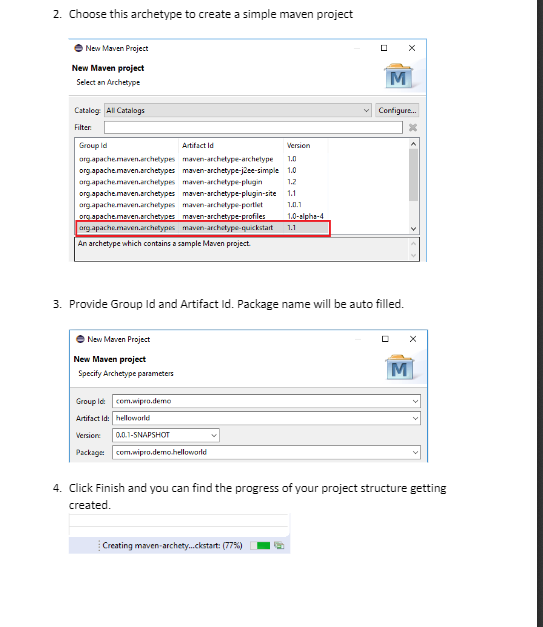 2. Choose this archetype to create a simple maven project
New Maven Project
New Maven project
Select an Archetype
M
Catalog: All Catalogs Configure...
Filter:
Group Id Artifact Id Version
org.apache.maven.archetypes maven-archetype-archetype 1.0
org.apache.maven.archetypes maven-archetype-j2ee-simple 1.0
org.apache.maven.archetypes maven-archetype-plugin 1.2
org.apache.maven.archetypes maven-archetype-plugin-site 1.1
org.apache.maven.archetypes maven-archetype-portlet 1.0.1
org.apache.maven.archetypes maven-archetype-profiles 1.0-alpha-4
org.apache.maven.archetypes maven-archetype-quickstart 1.1
An archetype which contains a sample Maven project.
3. Provide Group Id and Artifact Id. Package name will be auto filled.
New Maven Project
New Maven project
Specify Archetype parameters
M
Group Id: com.wipro.demo
Artifact Id: helloworld
Version: 0.0.1-SNAPSHOT
Package: com.wipro.demo.helloworld
4. Click Finish and you can find the progress of your project structure getting
created.
Creating maven-archety...ckstart: (77%)